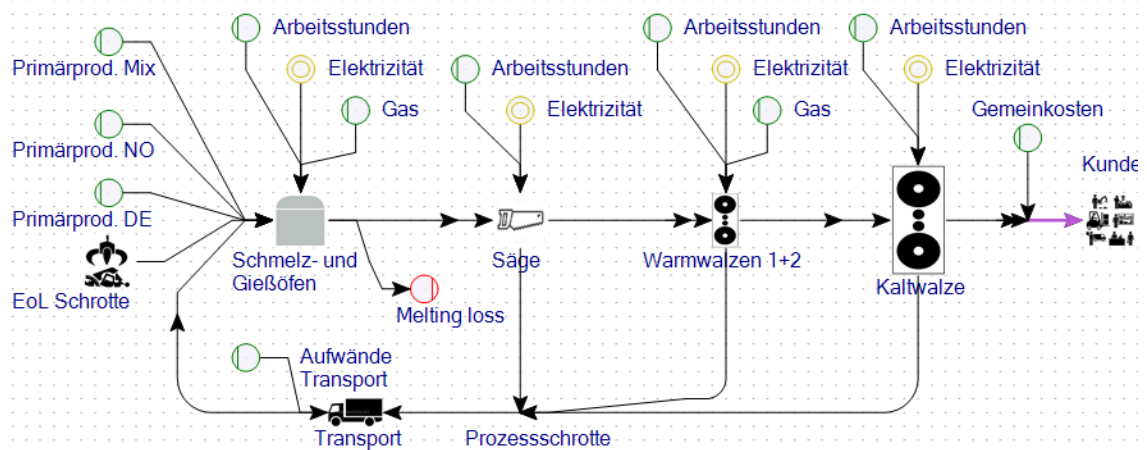 Arbeitsstunden
Arbeitsstunden
Arbeitsstunden
Primärprod. Mix
Elektrizität
Arbeitsstunden
Elektrizität
Elektrizität
Gas
Elektrizität
Gas
Gemeinkosten
Primärprod. NO
Kunde
Primärprod. DE
Schmelz- und
Gießöfen
Säge
Warmwalzen 1+2
Kaltwalze
EoL Schrotte
Melting loss
Aufwände
Transport
Transport
Prozessschrotte